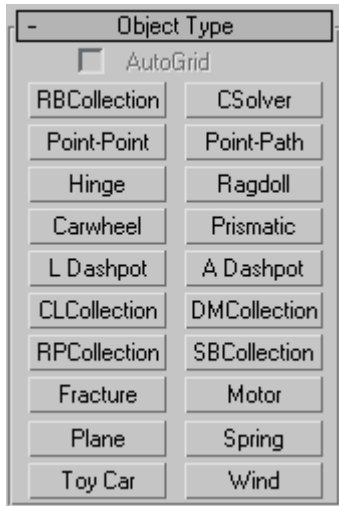 - Object Type
AutoGrid
RBCollection CSolver
Point-Point Point-Path
Hinge Ragdoll
Carwheel Prismatic
L Dashpot A Dashpot
CLCollection DMCollection
RPCollection SBCollection
Fracture Motor
Plane Spring
Toy Car Wind